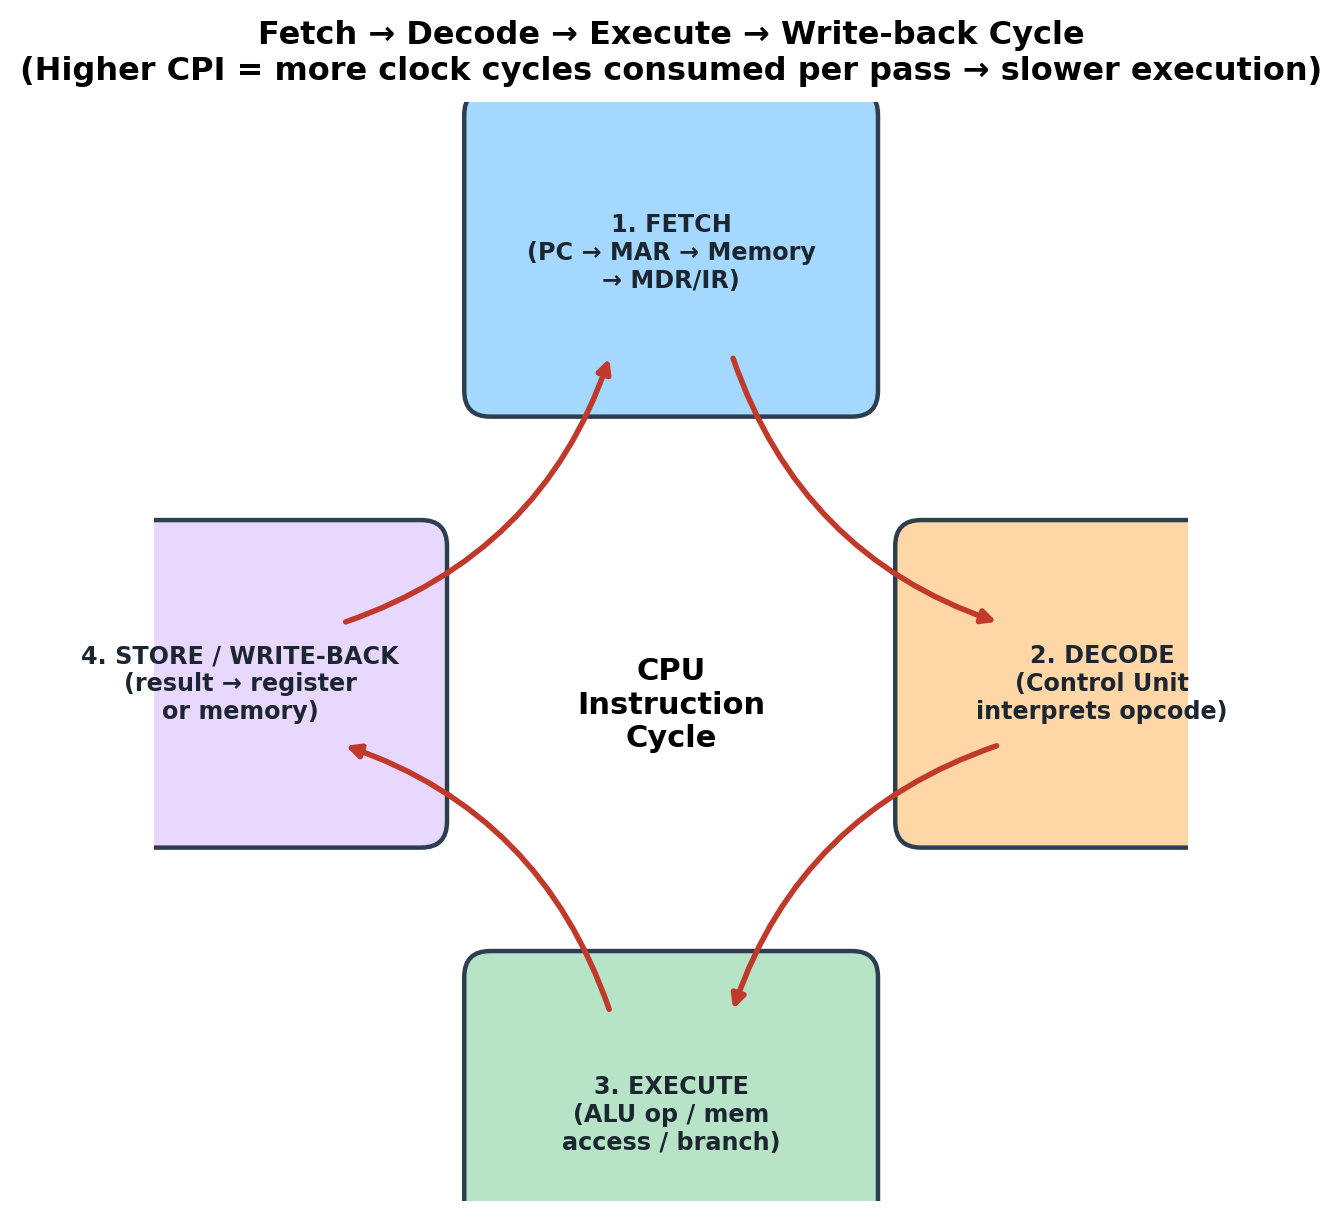 Fetch → Decode → Execute → Write-back Cycle
(Higher CPI = more clock cycles consumed per pass → slower execution)
1. FETCH
(PC → MAR → Memory
→ MDR/IR)
4. STORE / WRITE-BACK
(result → register
or memory)
CPU
Instruction
Cycle
2. DECODE
(Control Unit
interprets opcode)
3. EXECUTE
(ALU op / mem
access / branch)